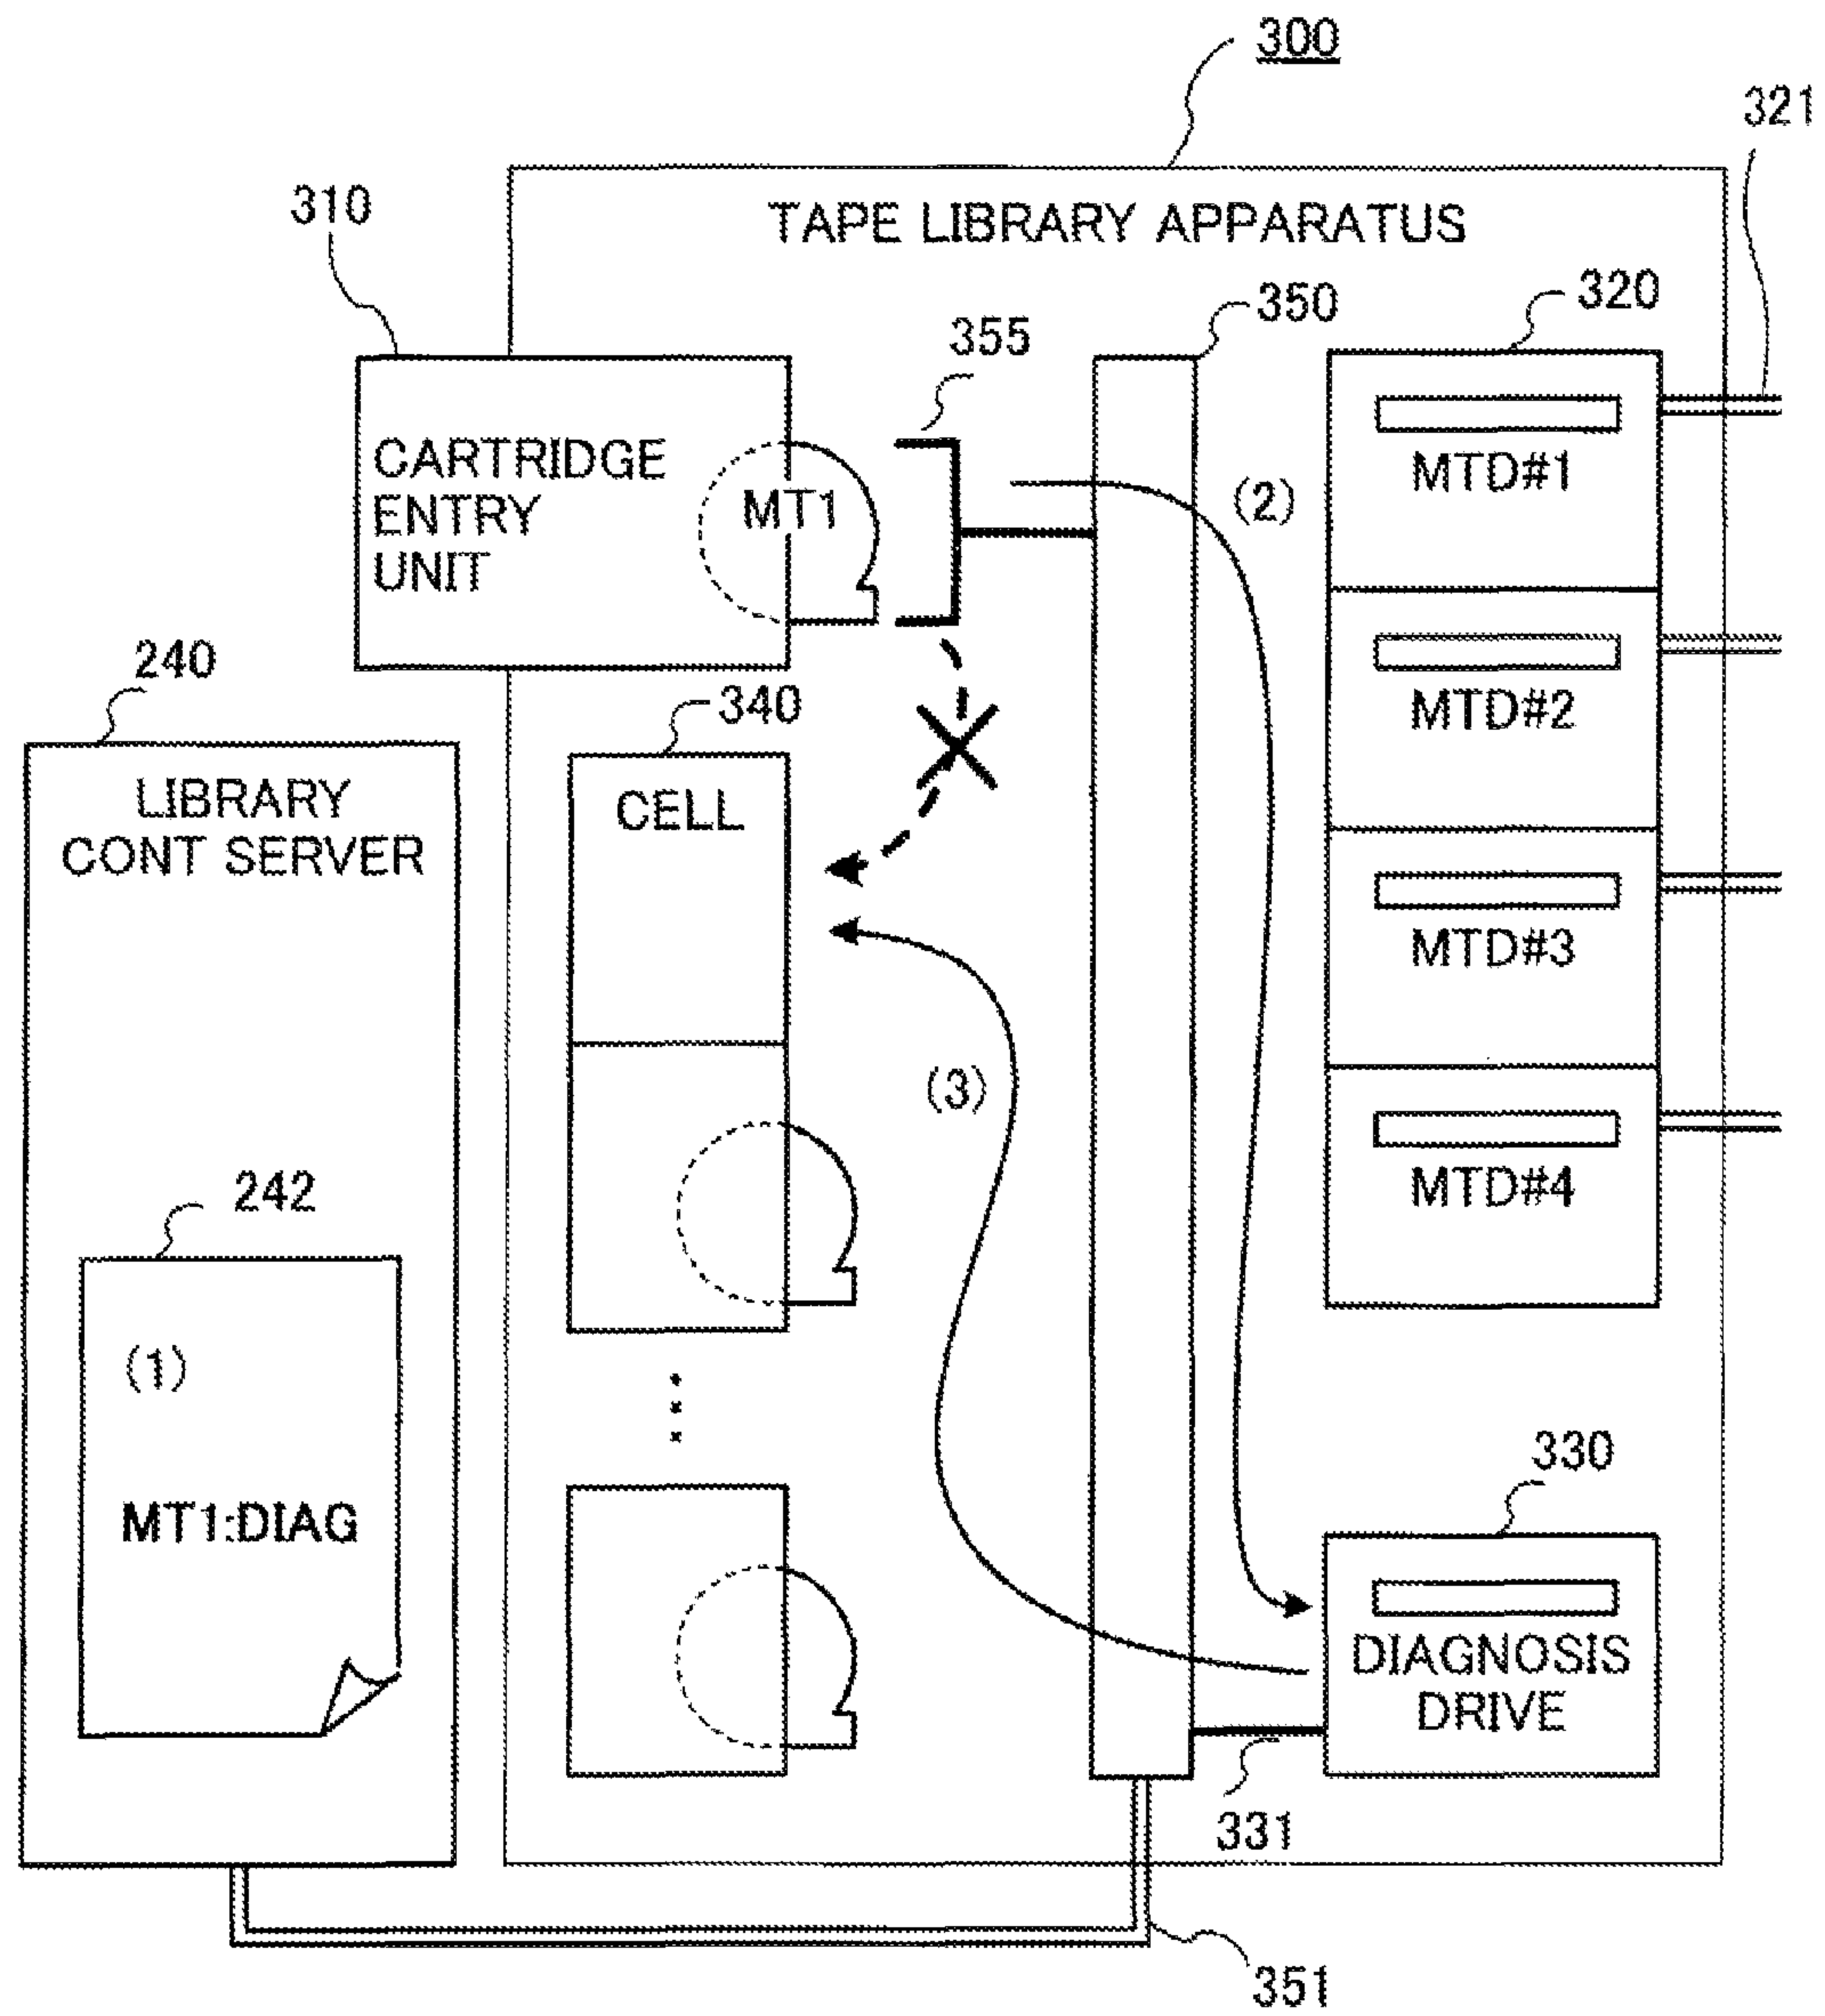 300
321
310
TAPE LIBRARY APPARATUS
320
350
355
CARTRIDGE
ENTRY
UNIT
MT1
(2)
MTD#1
MTD#2
MTD#3
MTD#4
240
340
LIBRARY
CONT SERVER
CELL
(3)
242
(1)
MT1:DIAG
330
DIAGNOSIS
DRIVE
331
351